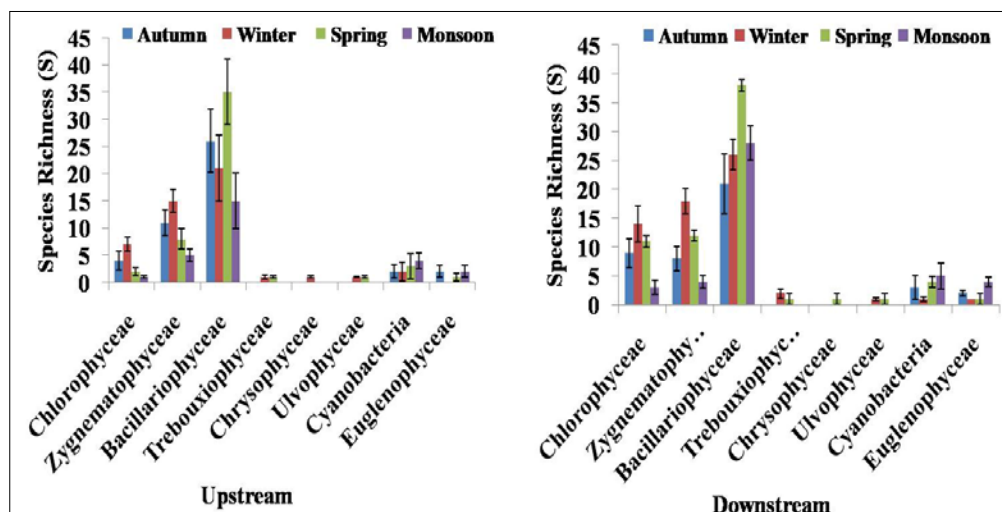 Autumn Winter Spring Monsoon
Species Richness (S)
45
40
35
30
25
20
15
10
5
0
Chlorophyceae
Zygnematophyceae
Bacillariophyceae
Trebouxiophyceae
Chrysophyceae
Ulvophyceae
Cyanobacteria
Euglenophyceae
Upstream
Autumn Winter Spring Monsoon
Species Richness (S)
45
40
35
30
25
20
15
10
5
0
Chlorophyceae
Zygnematophy..
Bacillariophyceae
Trebouxiophyc..
Chrysophyceae
Ulvophyceae
Cyanobacteria
Euglenophyceae
Downstream